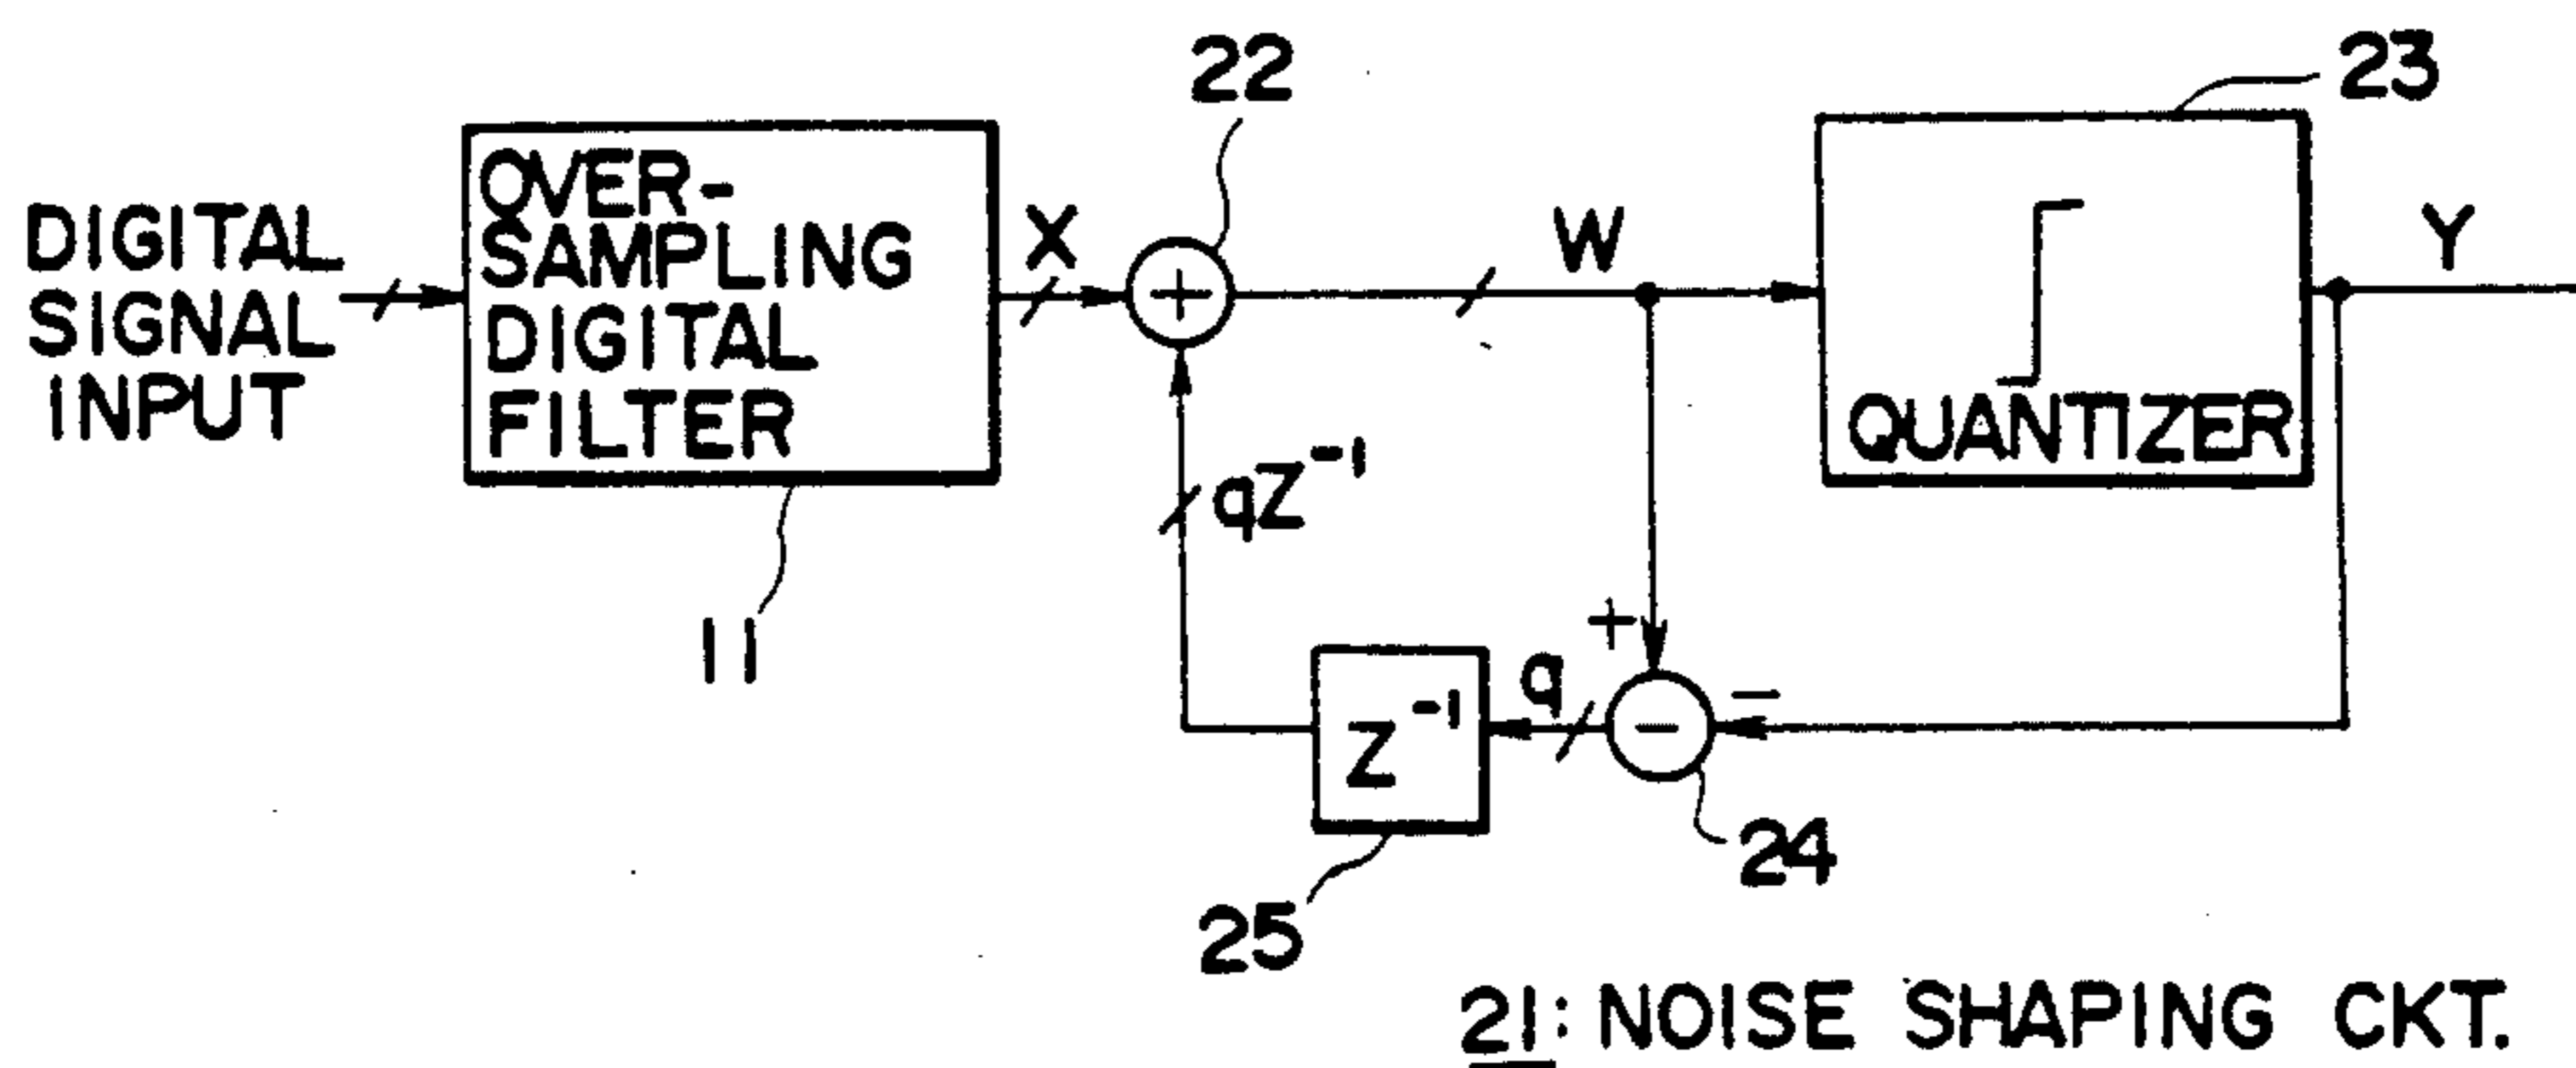 DIGITAL
SIGNAL
INPUT
OVER-
SAMPLING
DIGITAL
FILTER
11
X
22
+
W
23
QUANTIZER
Y
qZ⁻¹
Z⁻¹
25
q
+
-
-
24
21: NOISE SHAPING CKT.